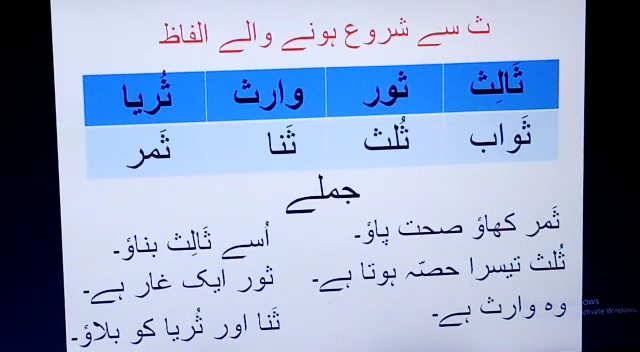 ث سے شروع ہونے والے الفاظ
ثَالِث ثور وارث ثُریا
ثَواب ثُلث ثَنا ثَمر
جملے
ثَمر کھاؤ صحت پاؤ۔ اُسے ثَالِث بناؤ۔
ثُلث تیسرا حصّہ ہوتا ہے۔ ثور ایک غار ہے۔
وہ وارث ہے۔ ثَنا اور ثُریا کو بلاؤ۔
ctivate Windows